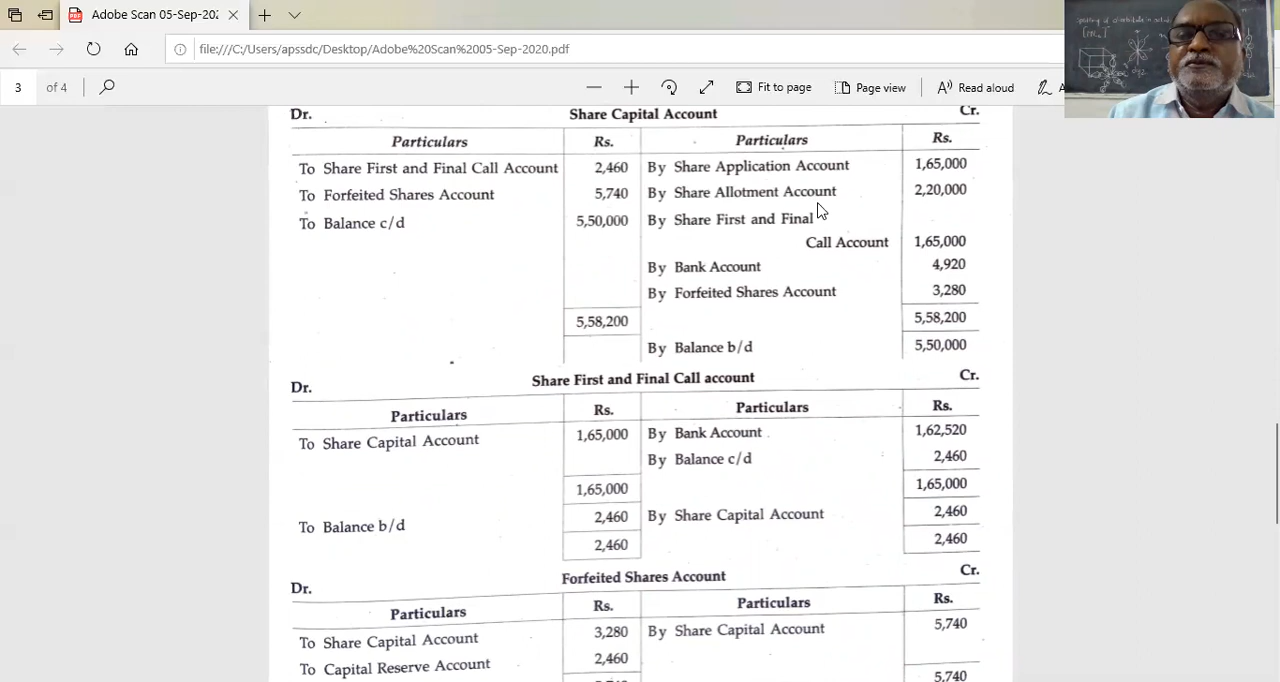 Adobe Scan 05-Sep-202
file:///C:/Users/apssdc/Desktop/Adobe%20Scan%2005-Sep-2020.pdf
3 of 4
Fit to page
Page view
Read aloud
Dr. Share Capital Account Cr.
Particulars Rs. Particulars Rs.
To Share First and Final Call Account 2,460 By Share Application Account 1,65,000
To Forfeited Shares Account 5,740 By Share Allotment Account 2,20,000
To Balance c/d 5,50,000 By Share First and Final
Call Account 1,65,000
By Bank Account 4,920
By Forfeited Shares Account 3,280
5,58,200 5,58,200
By Balance b/d 5,50,000
Dr. Share First and Final Call account Cr.
Particulars Rs. Particulars Rs.
To Share Capital Account 1,65,000 By Bank Account 1,62,520
By Balance c/d 2,460
1,65,000 1,65,000
To Balance b/d 2,460 By Share Capital Account 2,460
2,460 2,460
Dr. Forfeited Shares Account Cr.
Particulars Rs. Particulars Rs.
To Share Capital Account 3,280 By Share Capital Account 5,740
To Capital Reserve Account 2,460
5,740